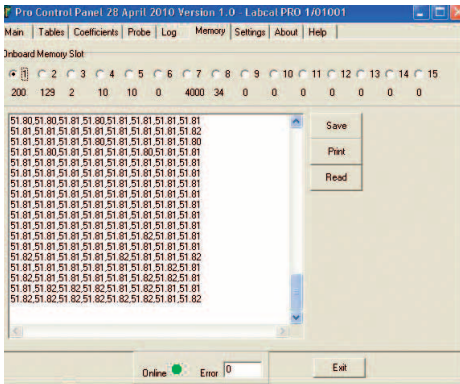 Pro Control Panel 28 April 2010 Version 1.0 - Labcal PRO 1/01001
Main Tables Coefficients Probe Log Memory Settings About Help
Onboard Memory Slot
1 2 3 4 5 6 7 8 9 10 11 12 13 14 15
200 129 2 10 10 0 4000 34 0 0 0 0 0 0 0
51.80,51.80,51.81,51.80,51.81,51.81,51.81,51.81
51.81,51.81,51.81,51.81,51.81,51.81,51.81,51.82
51.81,51.81,51.81,51.80,51.81,51.81,51.81,51.80
51.81,51.80,51.81,51.81,51.81,51.80,51.81,51.81
51.81,51.81,51.81,51.81,51.81,51.81,51.81,51.81
51.81,51.81,51.81,51.81,51.81,51.81,51.81,51.81
51.81,51.81,51.81,51.81,51.81,51.81,51.81,51.81
51.81,51.81,51.81,51.81,51.81,51.81,51.81,51.81
51.81,51.81,51.81,51.81,51.81,51.81,51.81,51.81
51.81,51.81,51.81,51.81,51.81,51.81,51.81,51.81
51.81,51.81,51.81,51.81,51.81,51.81,51.81,51.81
51.81,51.81,51.81,51.81,51.81,51.82,51.81,51.81
51.81,51.81,51.81,51.81,51.81,51.81,51.81,51.81
51.82,51.81,51.81,51.81,51.82,51.81,51.81,51.81
51.81,51.81,51.81,51.81,51.81,51.81,51.82,51.81
51.82,51.81,51.82,51.81,51.81,51.82,51.81,51.81
51.81,51.82,51.82,51.81,51.81,51.81,51.81,51.82
51.82,51.82,51.82,51.82,51.82,51.82,51.81,51.82
Save
Print
Read
Online Error 0 Exit